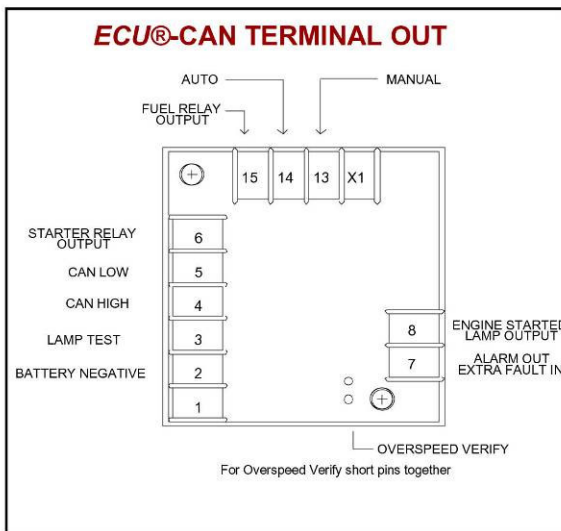 ECU®-CAN TERMINAL OUT
AUTO
MANUAL
FUEL RELAY
OUTPUT
15 14 13 X1
STARTER RELAY
OUTPUT
6
CAN LOW
5
CAN HIGH
4
8
ENGINE STARTED
LAMP OUTPUT
LAMP TEST
3
7
ALARM OUT
EXTRA FAULT IN
BATTERY NEGATIVE
2
1
OVERSPEED VERIFY
For Overspeed Verify short pins together